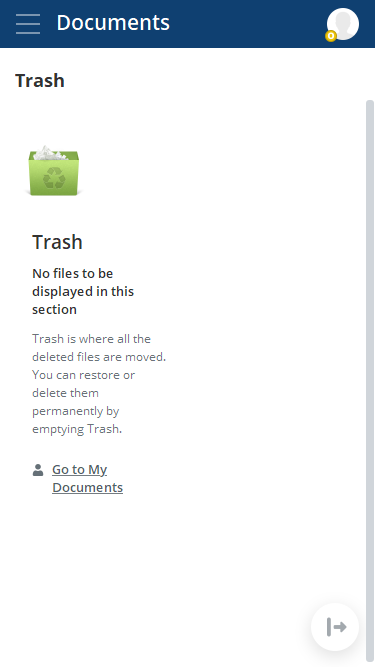 Documents
Trash
Trash
No files to be
displayed in this
section
Trash is where all the
deleted files are moved.
You can restore or
delete them
permanently by
emptying Trash.
Go to My
Documents